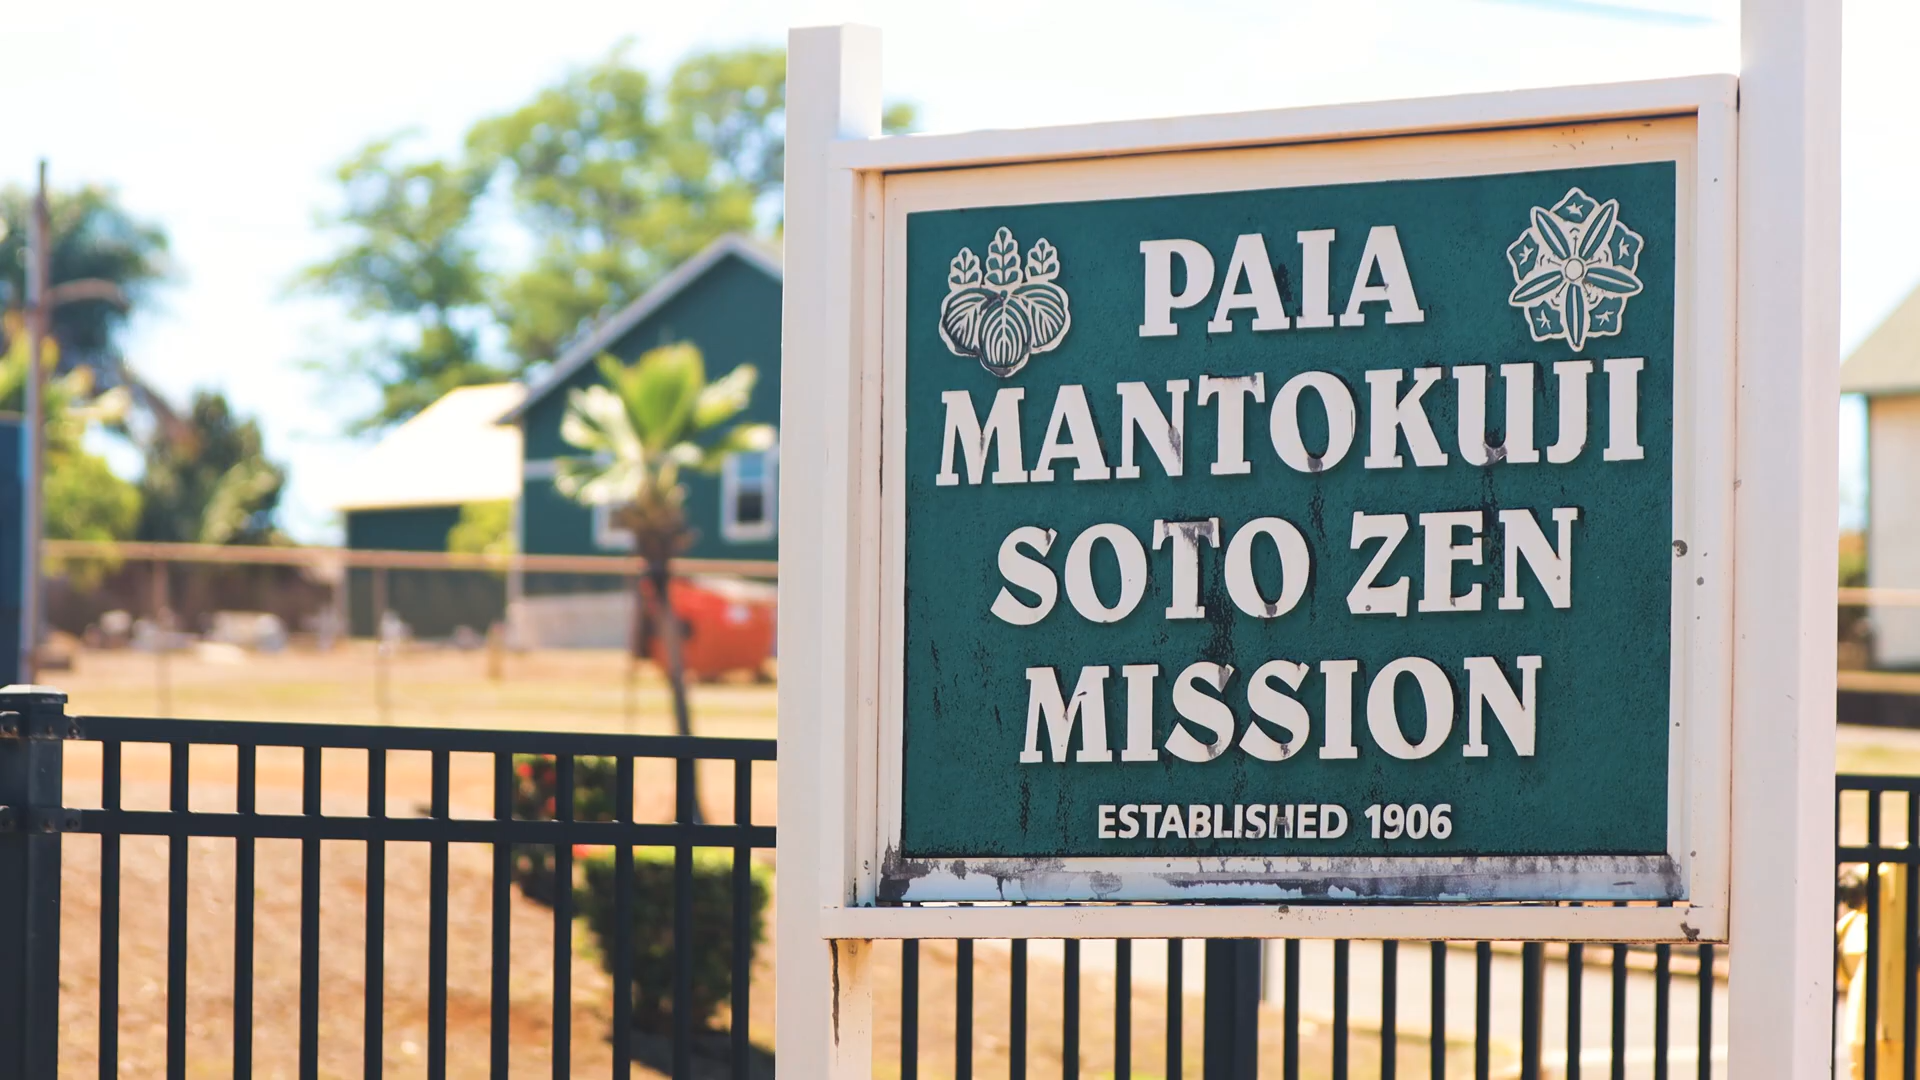 PAIA
MANTOKUJI
SOTO ZEN
MISSION
ESTABLISHED 1906